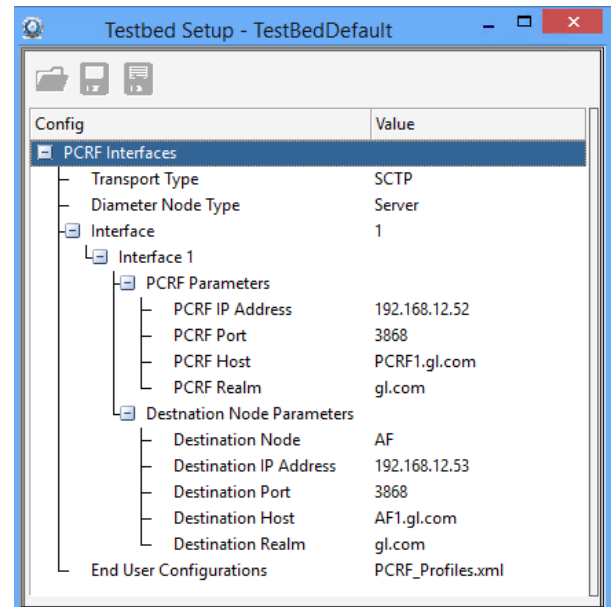 Testbed Setup - TestBedDefault
Config Value
PCRF Interfaces
Transport Type SCTP
Diameter Node Type Server
Interface 1
Interface 1
PCRF Parameters
PCRF IP Address 192.168.12.52
PCRF Port 3868
PCRF Host PCRF1.gl.com
PCRF Realm gl.com
Destnation Node Parameters
Destination Node AF
Destination IP Address 192.168.12.53
Destination Port 3868
Destination Host AF1.gl.com
Destination Realm gl.com
End User Configurations PCRF_Profiles.xml